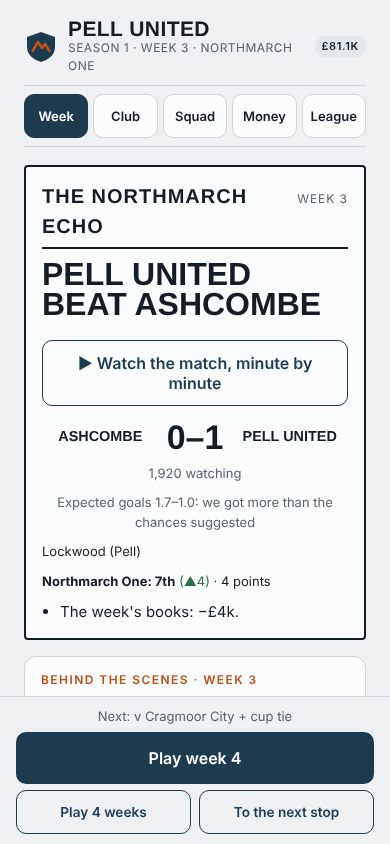 PELL UNITED
SEASON 1 · WEEK 3 · NORTHMARCH
ONE
£81.1K
Week
Club
Squad
Money
League
THE NORTHMARCH
ECHO
WEEK 3
PELL UNITED
BEAT ASHCOMBE
▶ Watch the match, minute by
minute
ASHCOMBE 0–1 PELL UNITED
1,920 watching
Expected goals 1.7–1.0: we got more than the
chances suggested
Lockwood (Pell)
Northmarch One: 7th (▲4) · 4 points
• The week's books: −£4k.
BEHIND THE SCENES · WEEK 3
Next: v Cragmoor City + cup tie
Play week 4
Play 4 weeks
To the next stop